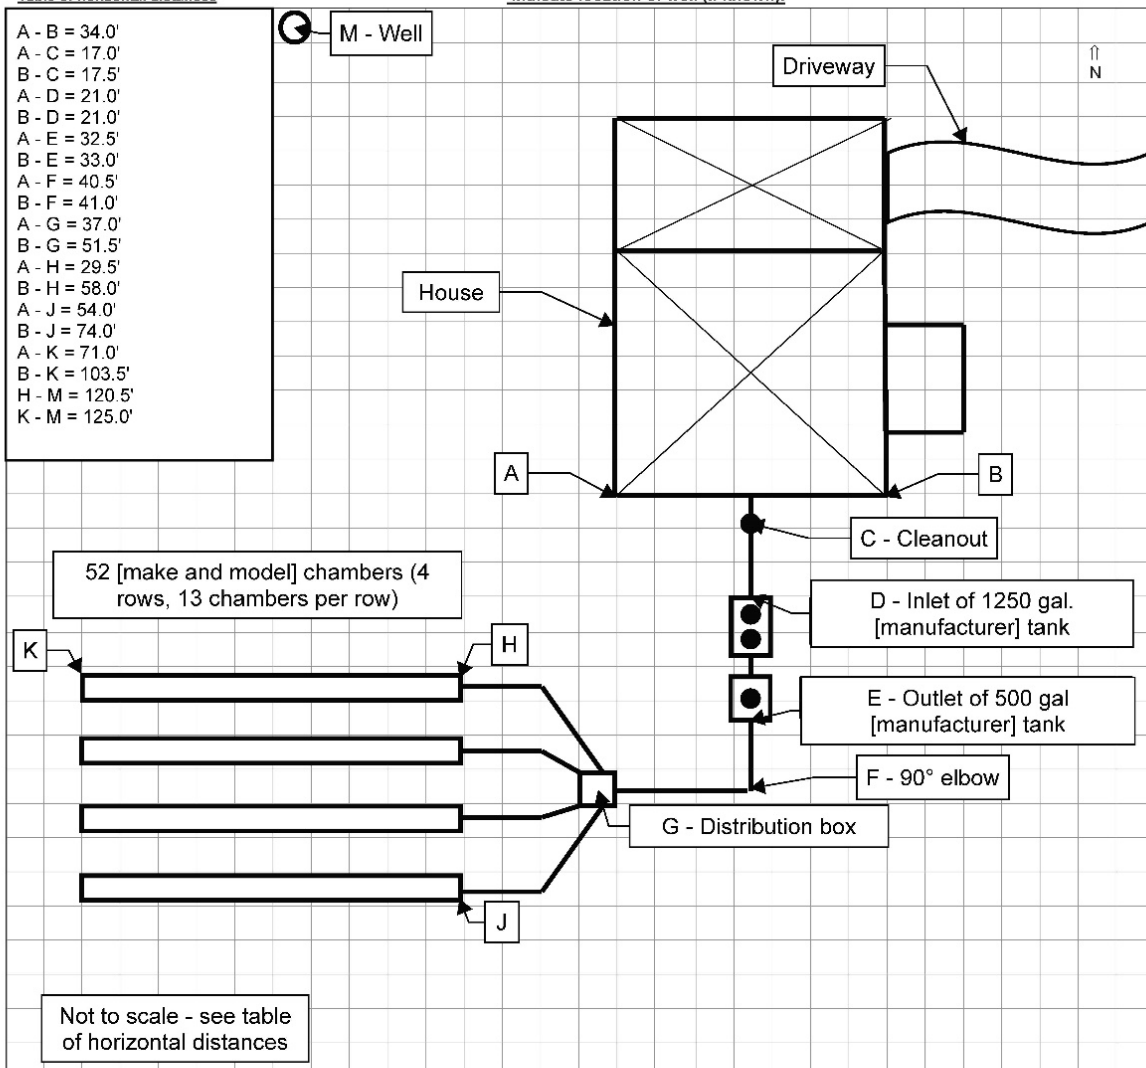 A - B = 34.0'
A - C = 17.0'
B - C = 17.5'
A - D = 21.0'
B - D = 21.0'
A - E = 32.5'
B - E = 33.0'
A - F = 40.5'
B - F = 41.0'
A - G = 37.0'
B - G = 51.5'
A - H = 29.5'
B - H = 58.0'
A - J = 54.0'
B - J = 74.0'
A - K = 71.0'
B - K = 103.5'
H - M = 120.5'
K - M = 125.0'
M - Well
Driveway
N
House
A
B
C - Cleanout
52 [make and model] chambers (4
rows, 13 chambers per row)
D - Inlet of 1250 gal.
[manufacturer] tank
K
H
E - Outlet of 500 gal
[manufacturer] tank
F - 90° elbow
G - Distribution box
J
Not to scale - see table
of horizontal distances